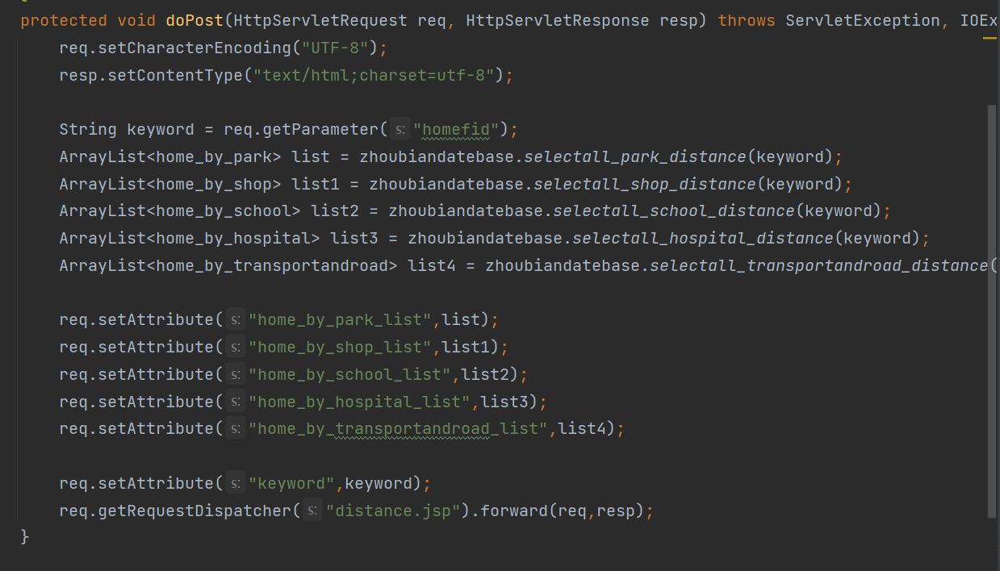 protected void doPost(HttpServletRequest req, HttpServletResponse resp) throws ServletException, IOEx
req.setCharacterEncoding("UTF-8");
resp.setContentType("text/html;charset=utf-8");
String keyword = req.getParameter( s: "homefid");
ArrayList<home_by_park> list = zhoubiandatebase.selectall_park_distance(keyword);
ArrayList<home_by_shop> list1 = zhoubiandatebase.selectall_shop_distance(keyword);
ArrayList<home_by_school> list2 = zhoubiandatebase.selectall_school_distance(keyword);
ArrayList<home_by_hospital> list3 = zhoubiandatebase.selectall_hospital_distance(keyword);
ArrayList<home_by_transportandroad> list4 = zhoubiandatebase.selectall_transportandroad_distance(
req.setAttribute( s: "home_by_park_list",list);
req.setAttribute( s: "home_by_shop_list",list1);
req.setAttribute( s: "home_by_school_list",list2);
req.setAttribute( s: "home_by_hospital_list",list3);
req.setAttribute( s: "home_by_transportandroad_list",list4);
req.setAttribute( s: "keyword",keyword);
req.getRequestDispatcher( s: "distance.jsp").forward(req,resp);
}